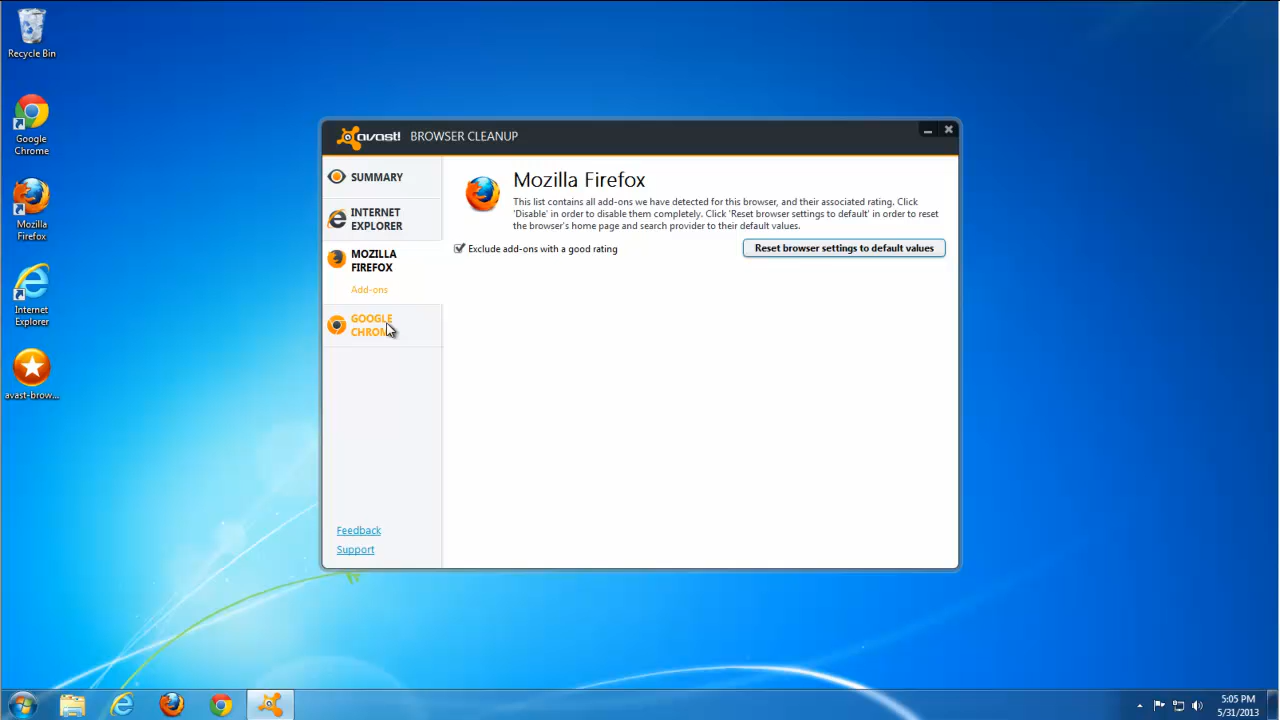 Recycle Bin
Google
Chrome
Mozilla
Firefox
Internet
Explorer
avast-brow...
avast! BROWSER CLEANUP
SUMMARY
INTERNET
EXPLORER
MOZILLA
FIREFOX
Add-ons
GOOGLE
CHROM
Feedback
Support
Mozilla Firefox
This list contains all add-ons we have detected for this browser, and their associated rating. Click
'Disable' in order to disable them completely. Click 'Reset browser settings to default' in order to reset
the browser's home page and search provider to their default values.
Exclude add-ons with a good rating
Reset browser settings to default values
5:05 PM
5/31/2013